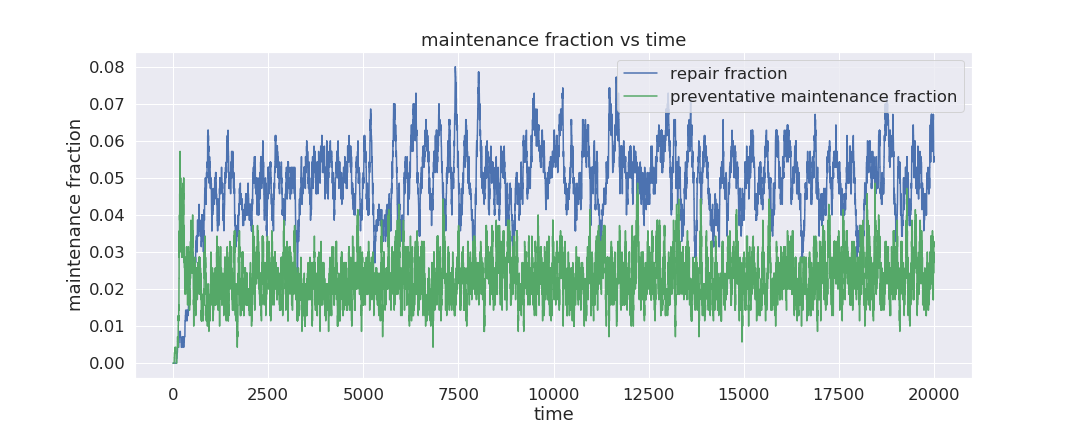 maintenance fraction vs time
repair fraction
preventative maintenance fraction
maintenance fraction
0.08
0.07
0.06
0.05
0.04
0.03
0.02
0.01
0.00
0 2500 5000 7500 10000 12500 15000 17500 20000
time